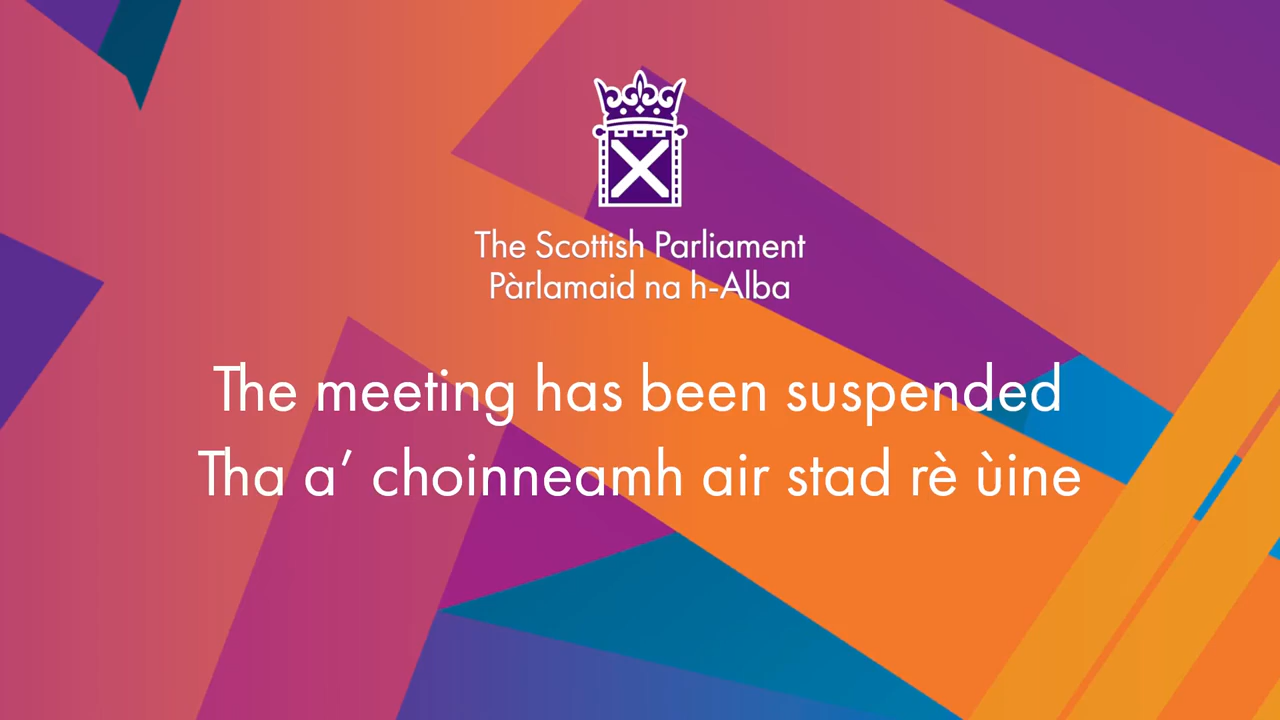 The Scottish Parliament
Pàrlamaid na h-Alba
The meeting has been suspended
Tha a’ choinneamh air stad rè ùine